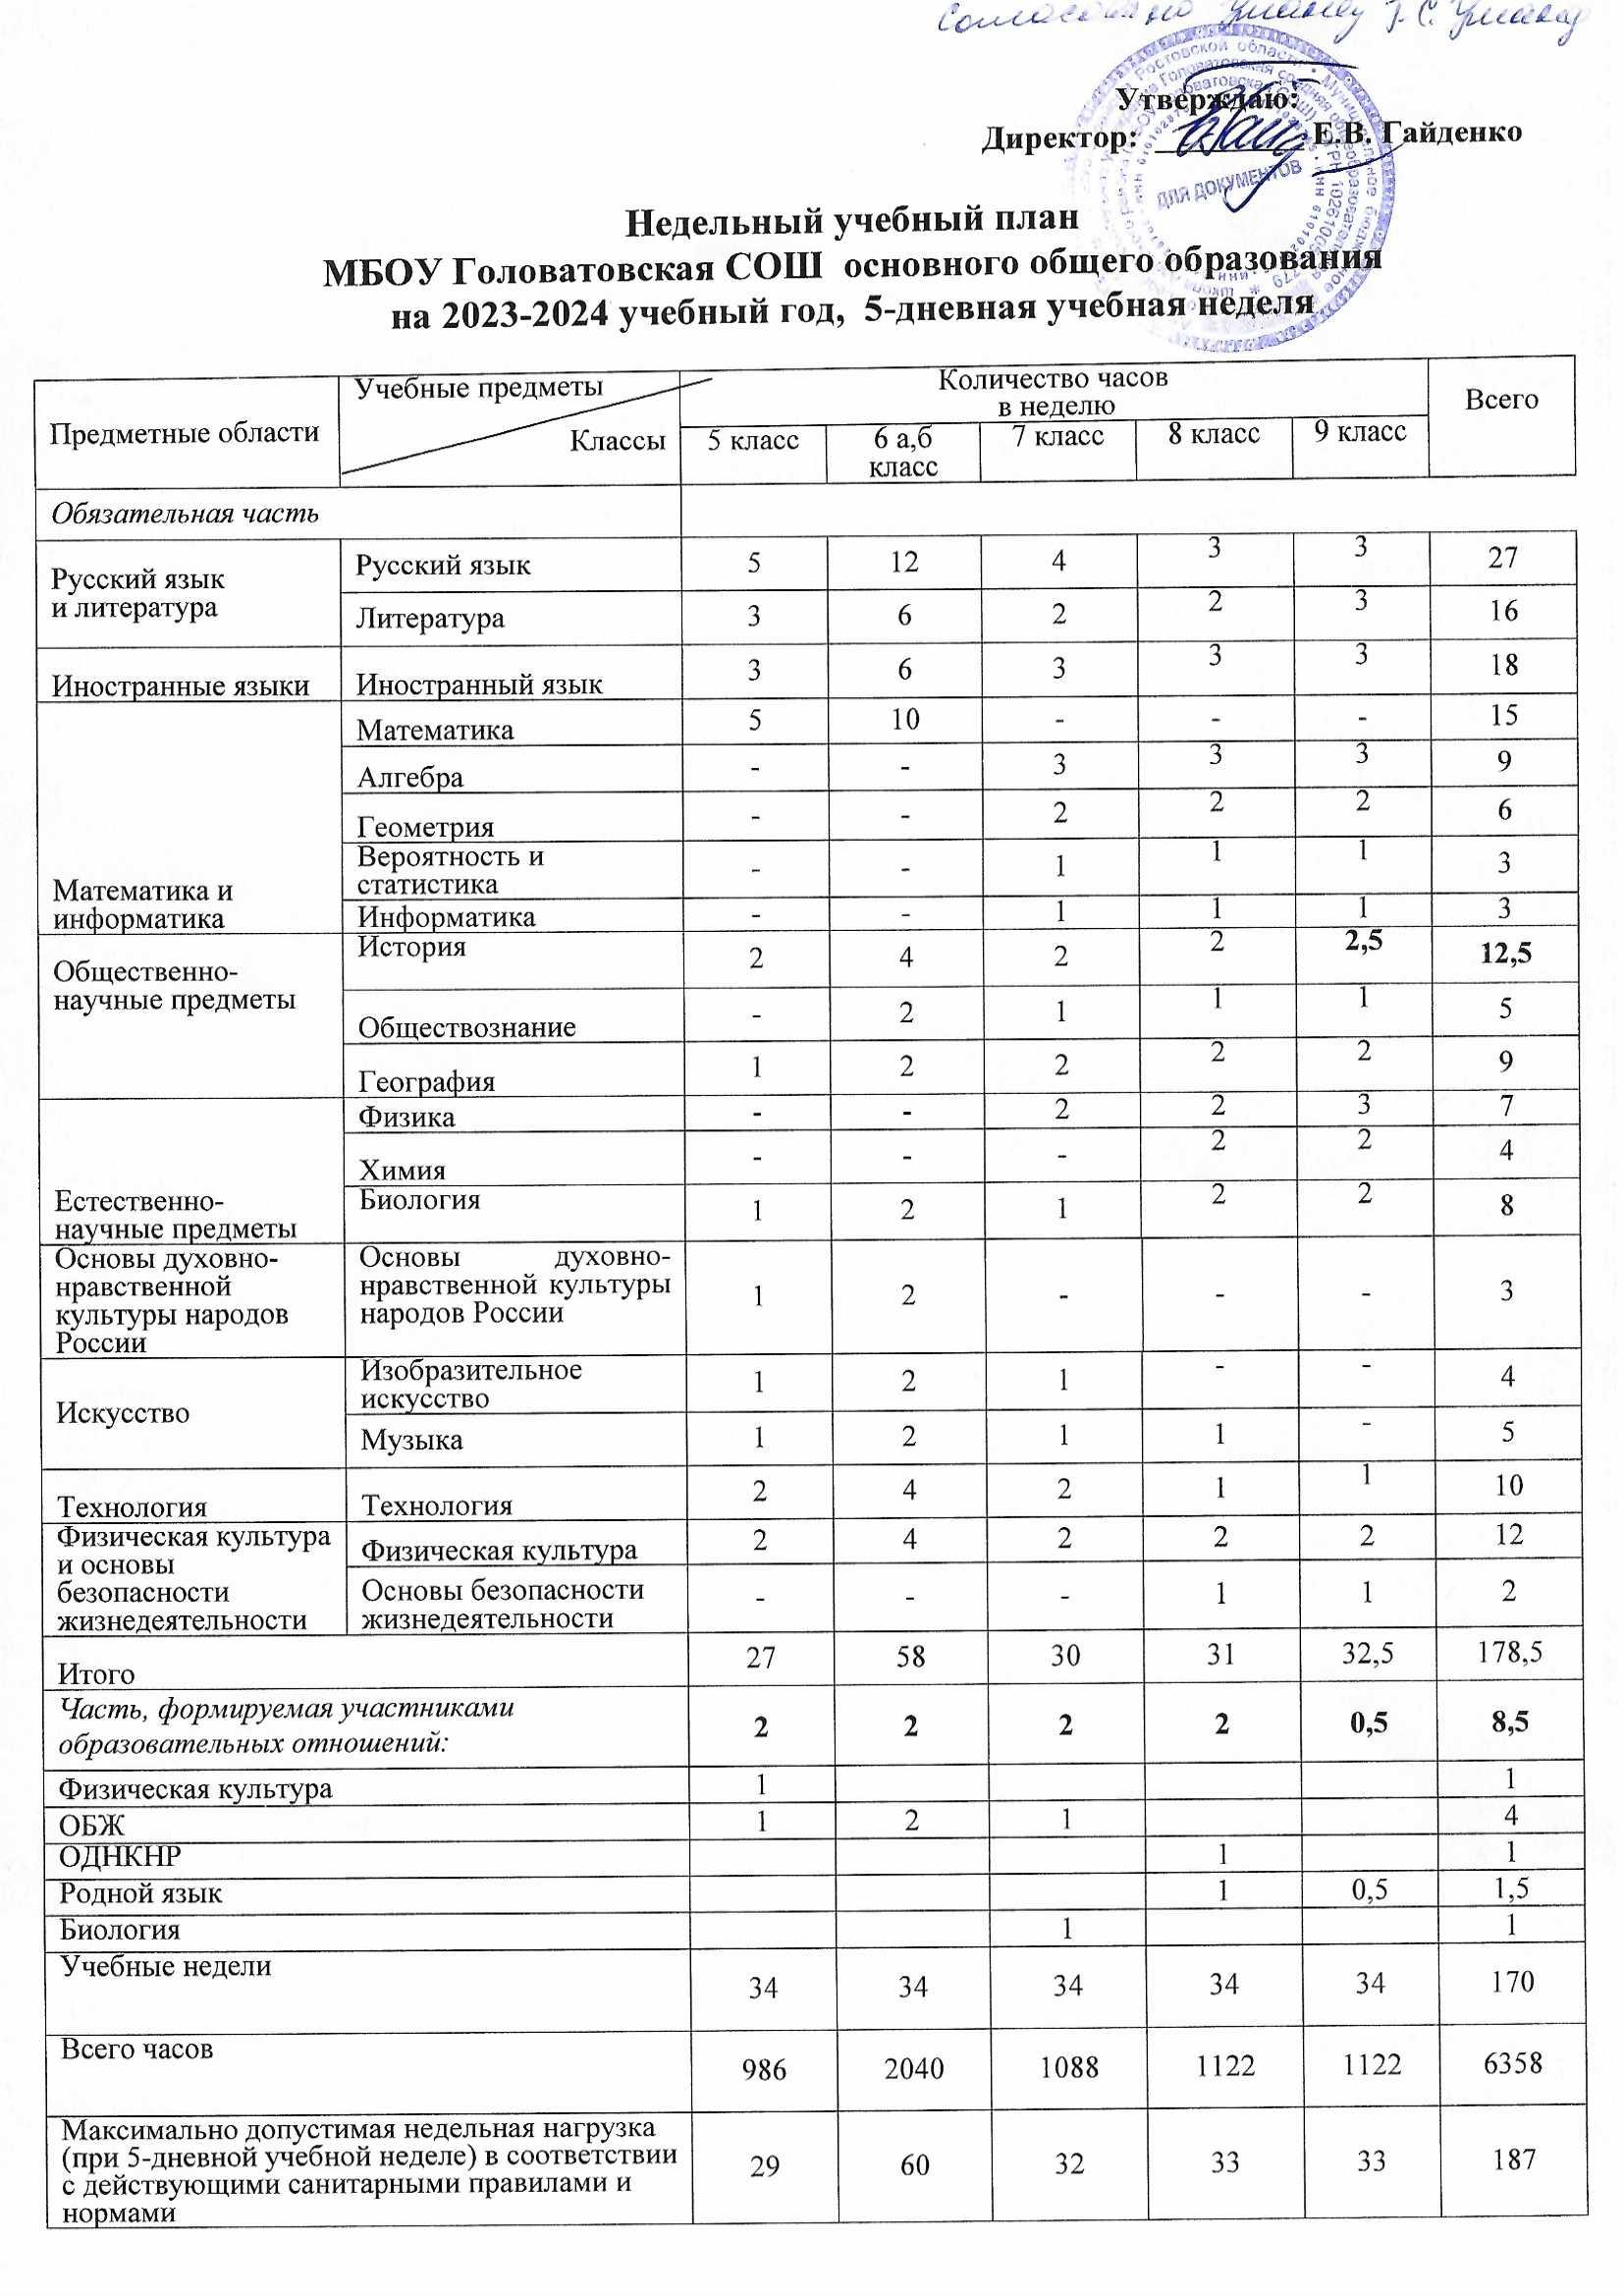 Согласовано
Утверждаю:
Директор: Е.В. Гайденко
ДЛЯ ДОКУМЕНТОВ
Недельный учебный план
МБОУ Головатовская СОШ основного общего образования
на 2023-2024 учебный год, 5-дневная учебная неделя
Предметные области Учебные предметы Классы Количество часов в неделю Всего
5 класс 6 а,б класс 7 класс 8 класс 9 класс
Обязательная часть
Русский язык и литература Русский язык 5 12 4 3 3 27
Литература 3 6 2 2 3 16
Иностранные языки Иностранный язык 3 6 3 3 3 18
Математика и информатика Математика 5 10 - - - 15
Алгебра - - 3 3 3 9
Геометрия - - 2 2 2 6
Вероятность и статистика - - 1 1 1 3
Информатика - - 1 1 1 3
Общественно-научные предметы История 2 4 2 2 2,5 12,5
Обществознание - 2 1 1 1 5
География 1 2 2 2 2 9
Естественно-научные предметы Физика - - 2 2 3 7
Химия - - - 2 2 4
Биология 1 2 1 2 2 8
Основы духовно-нравственной культуры народов России Основы духовно-нравственной культуры народов России 1 2 - - - 3
Искусство Изобразительное искусство 1 2 1 - - 4
Музыка 1 2 1 1 - 5
Технология Технология 2 4 2 1 1 10
Физическая культура и основы безопасности жизнедеятельности Физическая культура 2 4 2 2 2 12
Основы безопасности жизнедеятельности - - - 1 1 2
Итого 27 58 30 31 32,5 178,5
Часть, формируемая участниками образовательных отношений: 2 2 2 2 0,5 8,5
Физическая культура 1 1
ОБЖ 1 2 1 4
ОДНКНР 1 1
Родной язык 1 0,5 1,5
Биология 1 1
Учебные недели 34 34 34 34 34 170
Всего часов 986 2040 1088 1122 1122 6358
Максимально допустимая недельная нагрузка (при 5-дневной учебной неделе) в соответствии с действующими санитарными правилами и нормами 29 60 32 33 33 187